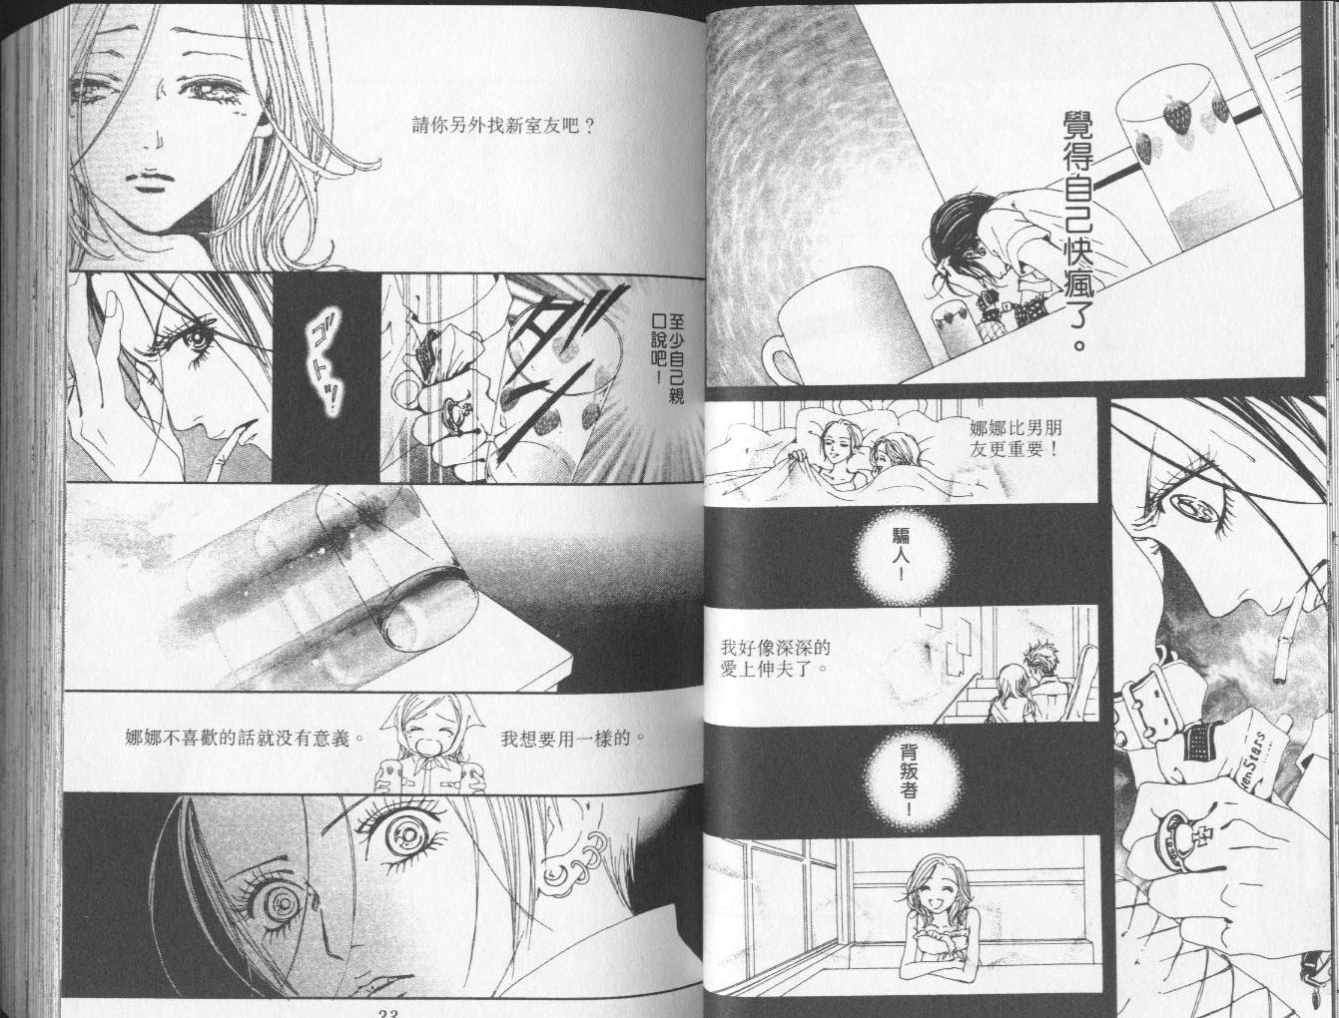 覺得自己快瘋了。
娜娜比男朋
友更重要！
騙人！
我好像深深的
愛上伸夫了。
背叛者！
ven.Stars
請你另外找新室友吧？
至少自己親
口說吧！
ダン
ゴトッ
我想要用一樣的。
娜娜不喜歡的話就没有意義。
23